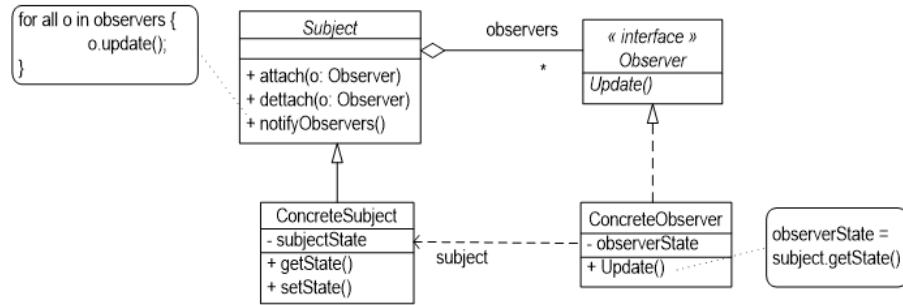 for all o in observers {
o.update();
}
Subject
+ attach(o: Observer)
+ dettach(o: Observer)
+ notifyObservers()
observers
*
« interface »
Observer
Update()
ConcreteSubject
- subjectState
+ getState()
+ setState()
subject
ConcreteObserver
- observerState
+ Update()
observerState =
subject.getState()